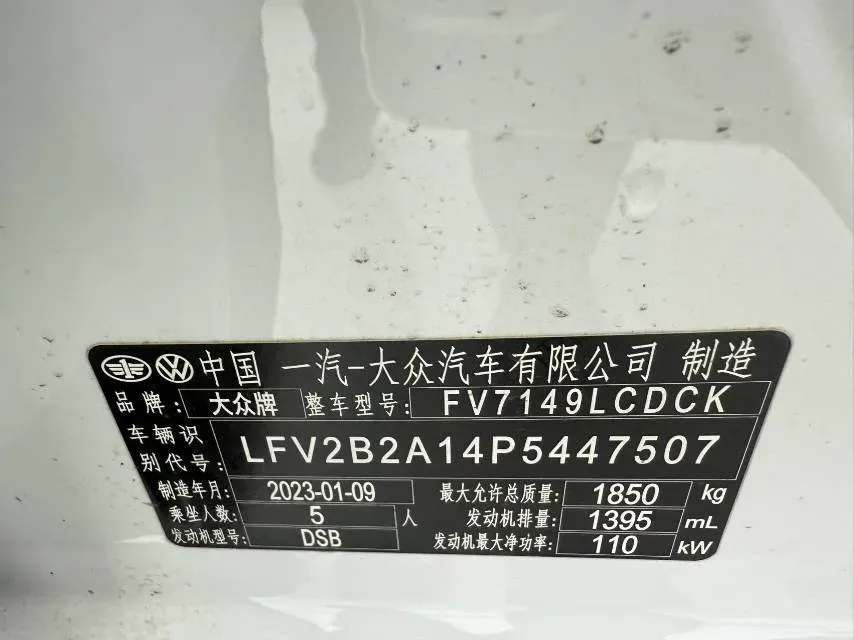 中国 一汽-大众汽车有限公司 制造
品牌: 大众牌 整车型号: FV7149LCDCK
车辆识别代号: LFV2B2A14P5447507
制造年月: 2023-01-09 最大允许总质量: 1850 kg
乘坐人数: 5 人 发动机排量: 1395 mL
发动机型号: DSB 发动机最大净功率: 110 kW